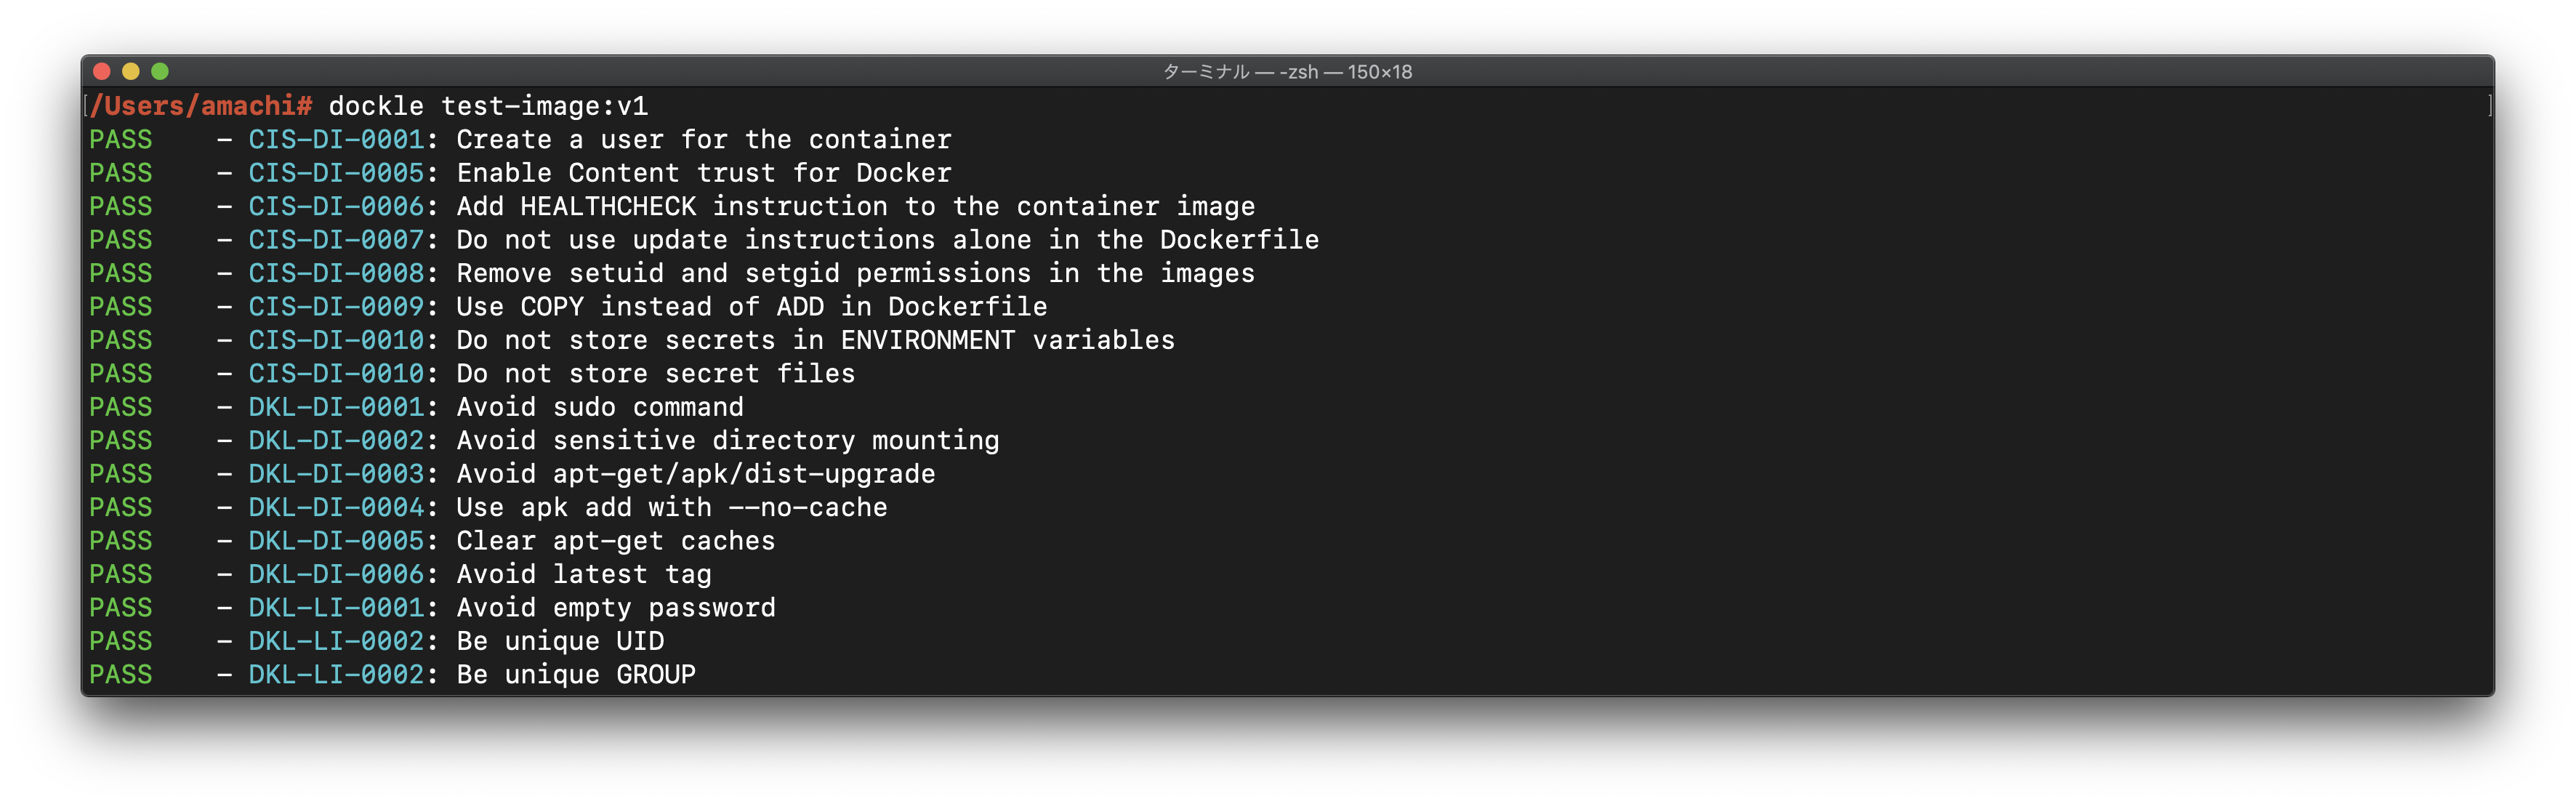 ターミナル — -zsh — 150×18
[/Users/amachi# dockle test-image:v1 ]
PASS    - CIS-DI-0001: Create a user for the container
PASS    - CIS-DI-0005: Enable Content trust for Docker
PASS    - CIS-DI-0006: Add HEALTHCHECK instruction to the container image
PASS    - CIS-DI-0007: Do not use update instructions alone in the Dockerfile
PASS    - CIS-DI-0008: Remove setuid and setgid permissions in the images
PASS    - CIS-DI-0009: Use COPY instead of ADD in Dockerfile
PASS    - CIS-DI-0010: Do not store secrets in ENVIRONMENT variables
PASS    - CIS-DI-0010: Do not store secret files
PASS    - DKL-DI-0001: Avoid sudo command
PASS    - DKL-DI-0002: Avoid sensitive directory mounting
PASS    - DKL-DI-0003: Avoid apt-get/apk/dist-upgrade
PASS    - DKL-DI-0004: Use apk add with --no-cache
PASS    - DKL-DI-0005: Clear apt-get caches
PASS    - DKL-DI-0006: Avoid latest tag
PASS    - DKL-LI-0001: Avoid empty password
PASS    - DKL-LI-0002: Be unique UID
PASS    - DKL-LI-0002: Be unique GROUP